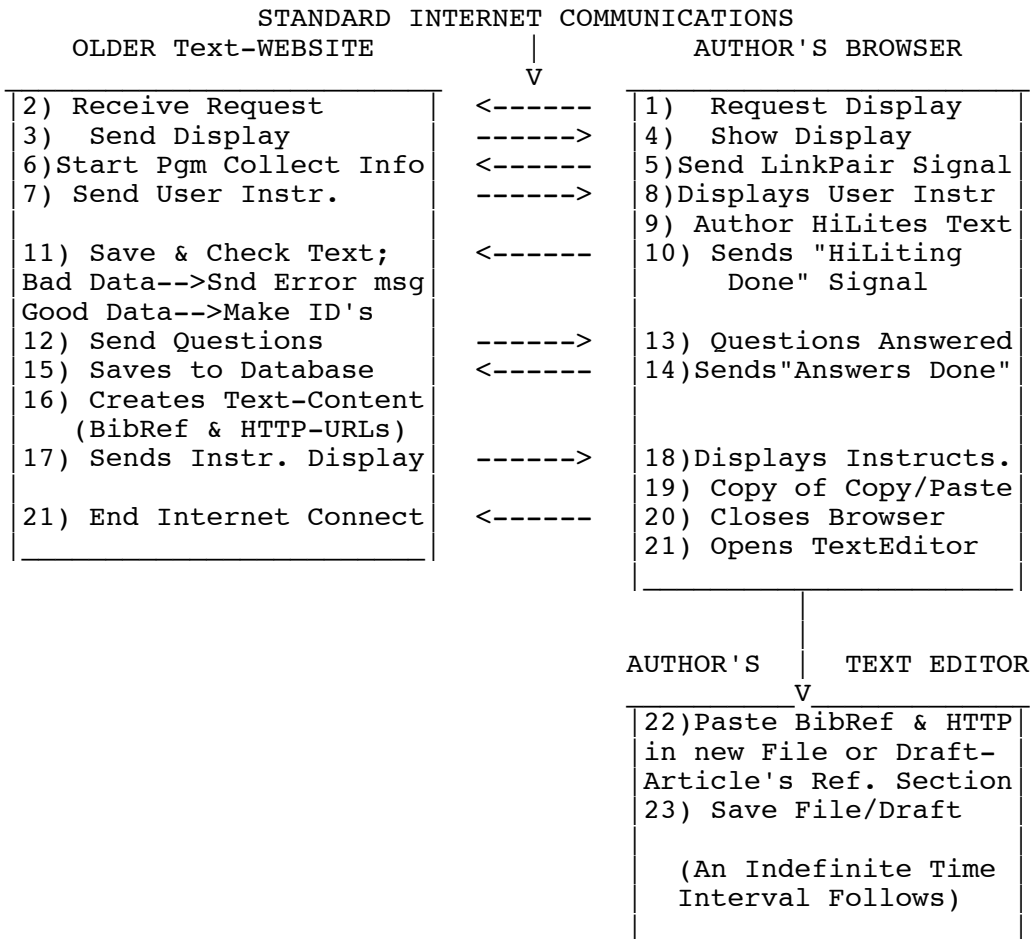 STANDARD INTERNET COMMUNICATIONS
OLDER Text-WEBSITE | AUTHOR'S BROWSER
V
|2) Receive Request | <------ |1) Request Display |
|3) Send Display | ------> |4) Show Display |
|6)Start Pgm Collect Info| <------ |5)Send LinkPair Signal|
|7) Send User Instr. | ------> |8)Displays User Instr |
| | |9) Author HiLites Text|
|11) Save & Check Text; | <------ |10) Sends "HiLiting |
|Bad Data-->Snd Error msg| | Done" Signal |
|Good Data-->Make ID's | | |
|12) Send Questions | ------> |13) Questions Answered|
|15) Saves to Database | <------ |14)Sends"Answers Done"|
|16) Creates Text-Content| | |
| (BibRef & HTTP-URLs) | | |
|17) Sends Instr. Display| ------> |18)Displays Instructs.|
| | |19) Copy of Copy/Paste|
|21) End Internet Connect| <------ |20) Closes Browser |
|________________________| |21) Opens TextEditor |
|______________________|
|
|
AUTHOR'S | TEXT EDITOR
V
|22)Paste BibRef & HTTP|
|in new File or Draft- |
|Article's Ref. Section|
|23) Save File/Draft |
| |
| (An Indefinite Time |
| Interval Follows) |
| |